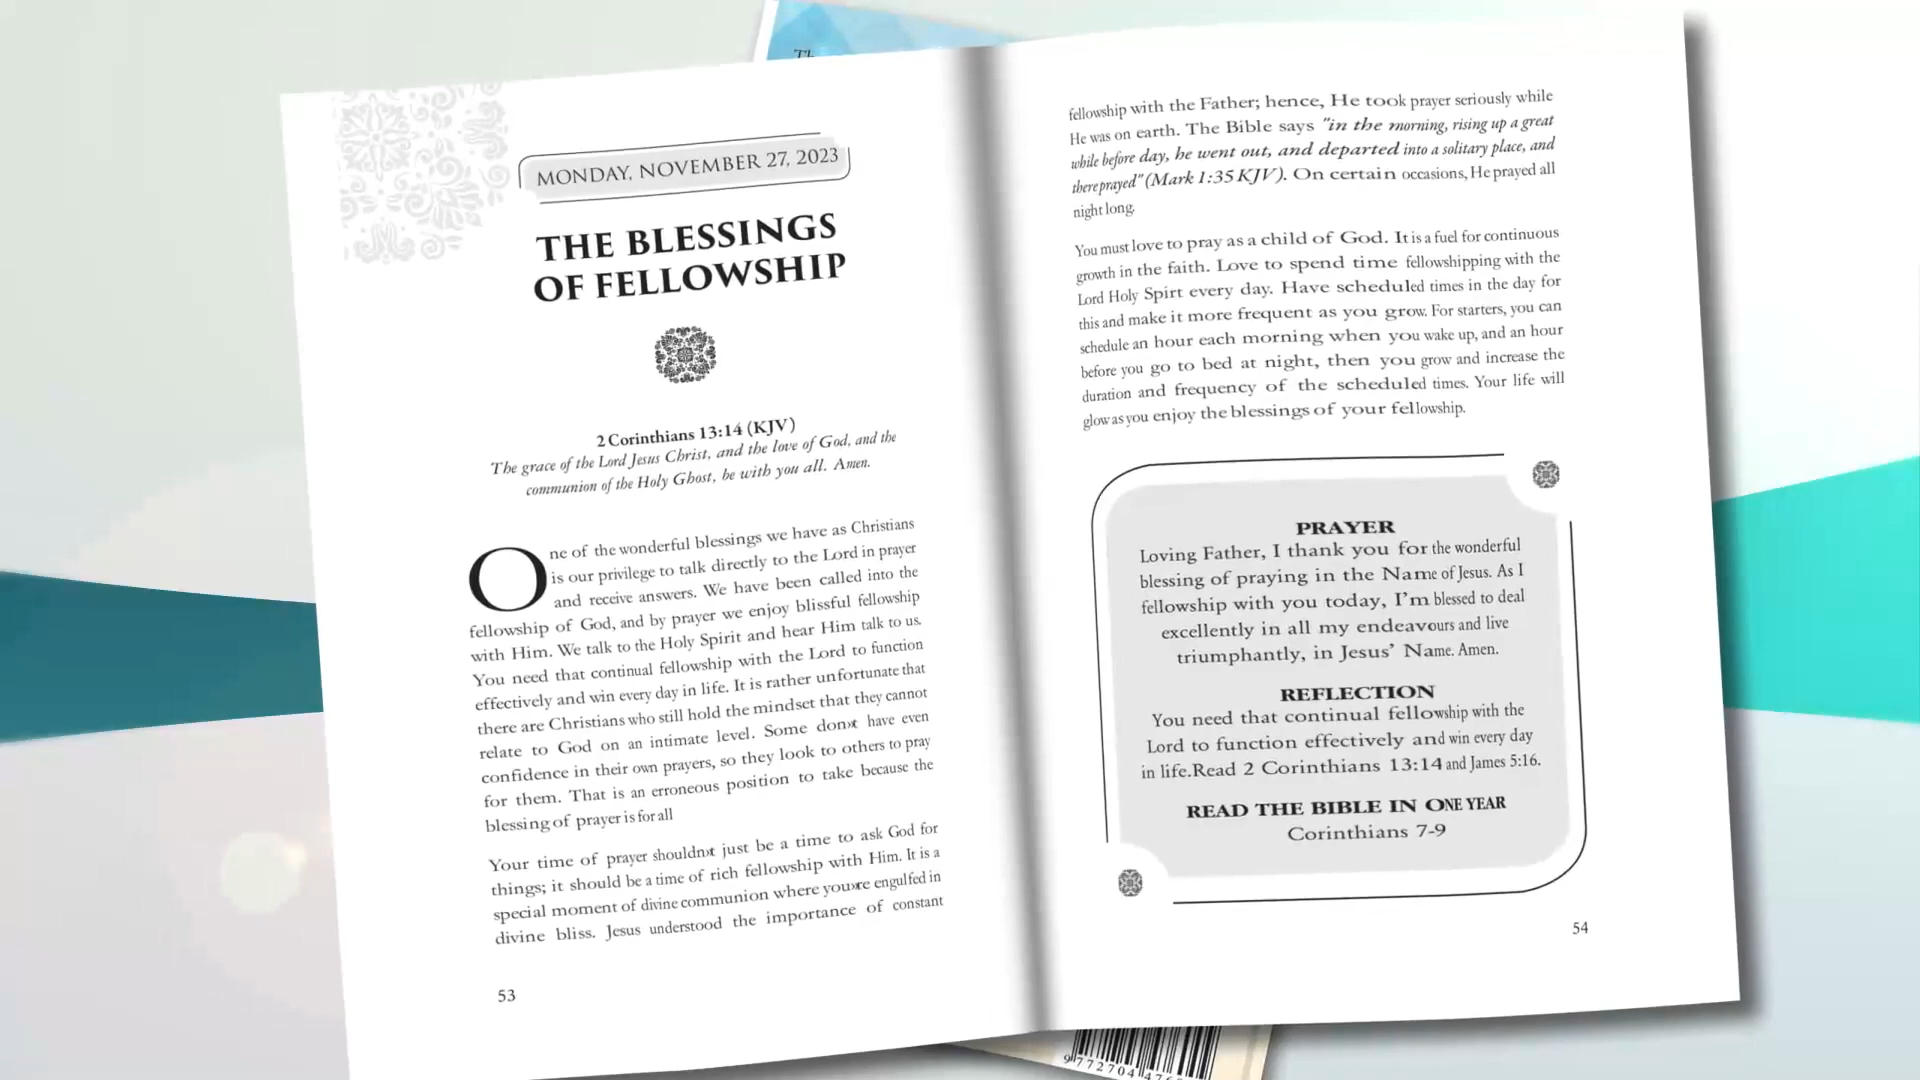 Th
MONDAY, NOVEMBER 27, 2023
THE BLESSINGS
OF FELLOWSHIP
2 Corinthians 13:14 (KJV)
The grace of the Lord Jesus Christ, and the love of God, and the
communion of the Holy Ghost, be with you all. Amen.
One of the wonderful blessings we have as Christians
is our privilege to talk directly to the Lord in prayer
and receive answers. We have been called into the
fellowship of God, and by prayer we enjoy blissful fellowship
with Him. We talk to the Holy Spirit and hear Him talk to us.
You need that continual fellowship with the Lord to function
effectively and win every day in life. It is rather unfortunate that
there are Christians who still hold the mindset that they cannot
relate to God on an intimate level. Some don›t have even
confidence in their own prayers, so they look to others to pray
for them. That is an erroneous position to take because the
blessing of prayer is for all
Your time of prayer shouldn›t just be a time to ask God for
things; it should be a time of rich fellowship with Him. It is a
special moment of divine communion where you›re engulfed in
divine bliss. Jesus understood the importance of constant
53
fellowship with the Father; hence, He took prayer seriously while
He was on earth. The Bible says "in the morning, rising up a great
while before day, he went out, and departed into a solitary place, and
there prayed" (Mark 1:35 KJV). On certain occasions, He prayed all
night long.
You must love to pray as a child of God. It is a fuel for continuous
growth in the faith. Love to spend time fellowshipping with the
Lord Holy Spirt every day. Have scheduled times in the day for
this and make it more frequent as you grow. For starters, you can
schedule an hour each morning when you wake up, and an hour
before you go to bed at night, then you grow and increase the
duration and frequency of the scheduled times. Your life will
glow as you enjoy the blessings of your fellowship.
PRAYER
Loving Father, I thank you for the wonderful
blessing of praying in the Name of Jesus. As I
fellowship with you today, I'm blessed to deal
excellently in all my endeavours and live
triumphantly, in Jesus' Name. Amen.
REFLECTION
You need that continual fellowship with the
Lord to function effectively and win every day
in life.Read 2 Corinthians 13:14 and James 5:16.
READ THE BIBLE IN ONE YEAR
Corinthians 7-9
54
9 772704 476